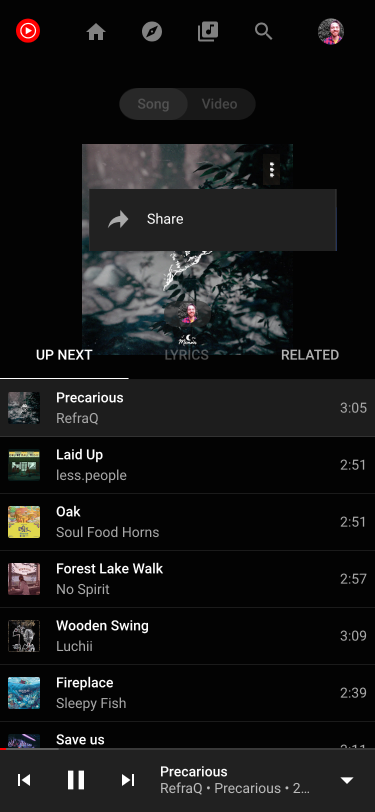 Song
Video
Share
UP NEXT
LYRICS
RELATED
Precarious
RefraQ
3:05
Laid Up
less.people
2:51
Oak
Soul Food Horns
2:51
Forest Lake Walk
No Spirit
2:57
Wooden Swing
Luchii
3:09
Fireplace
Sleepy Fish
2:39
Save us
Precarious
RefraQ • Precarious • 2…